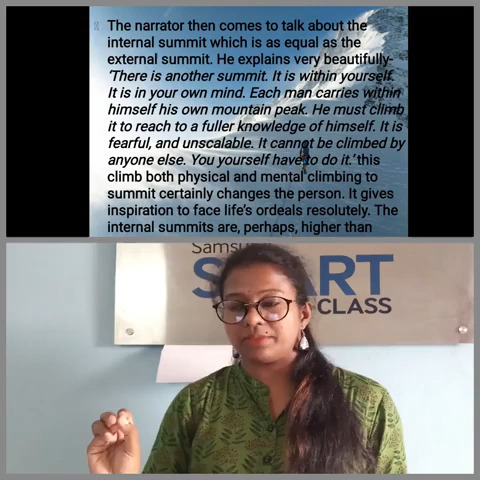 The narrator then comes to talk about the
internal summit which is as equal as the
external summit. He explains very beautifully-
'There is another summit. It is within yourself.
It is in your own mind. Each man carries within
himself his own mountain peak. He must climb
it to reach to a fuller knowledge of himself. It is
fearful, and unscalable. It cannot be climbed by
anyone else. You yourself have to do it.' this
climb both physical and mental climbing to
summit certainly changes the person. It gives
inspiration to face life's ordeals resolutely. The
internal summits are, perhaps, higher than
CLASS